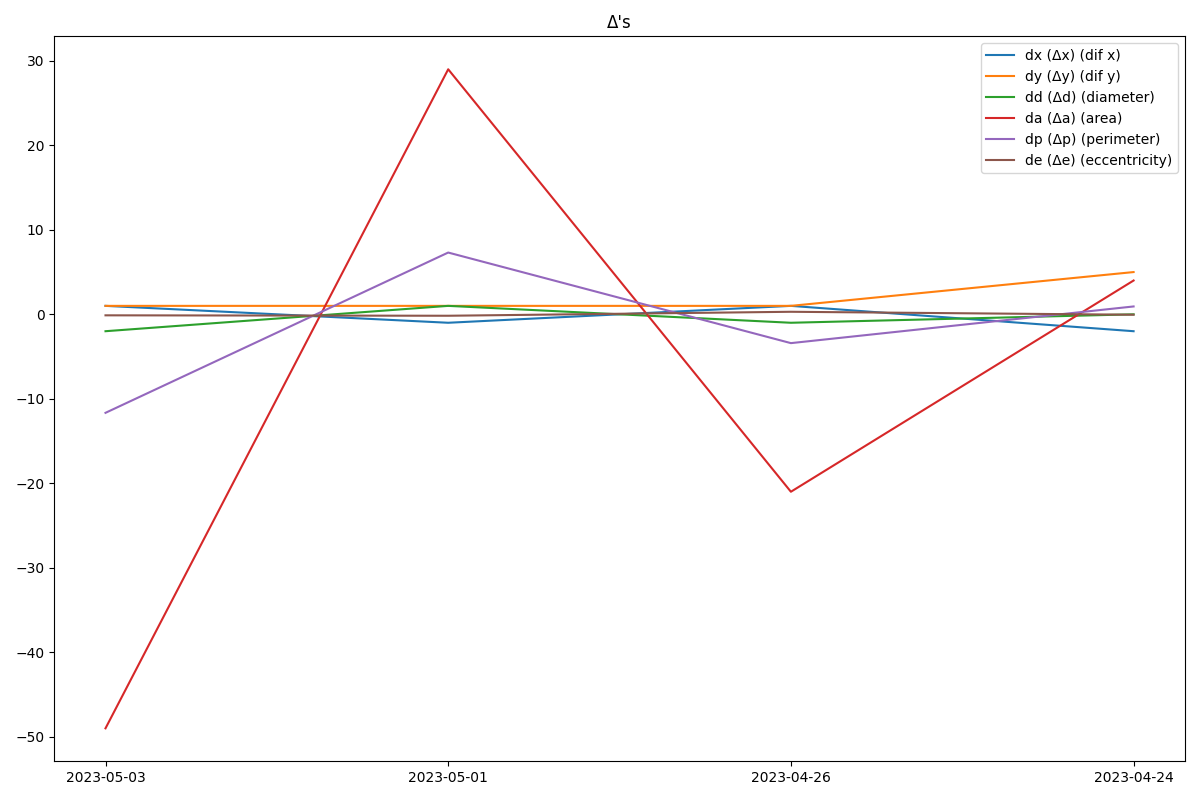 Δ's
dx (Δx) (dif x)
dy (Δy) (dif y)
dd (Δd) (diameter)
da (Δa) (area)
dp (Δp) (perimeter)
de (Δe) (eccentricity)
30
20
10
0
−10
−20
−30
−40
−50
2023-05-03 2023-05-01 2023-04-26 2023-04-24